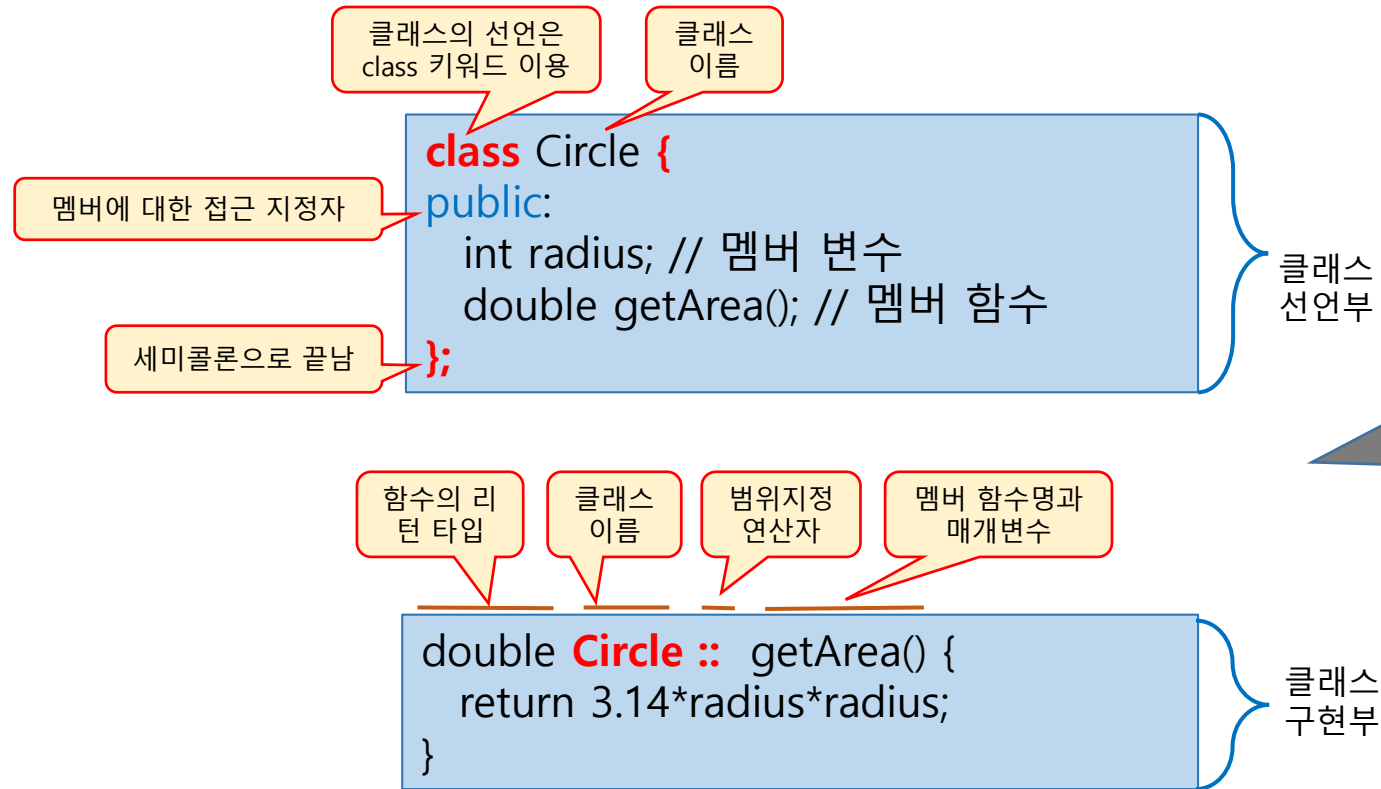 클래스의 선언은
class 키워드 이용
클래스
이름
class Circle {
멤버에 대한 접근 지정자
public:
int radius; // 멤버 변수
double getArea(); // 멤버 함수
세미콜론으로 끝남
};
클래스
선언부
함수의 리
턴 타입
클래스
이름
범위지정
연산자
멤버 함수명과
매개변수
double Circle :: getArea() {
return 3.14*radius*radius;
}
클래스
구현부